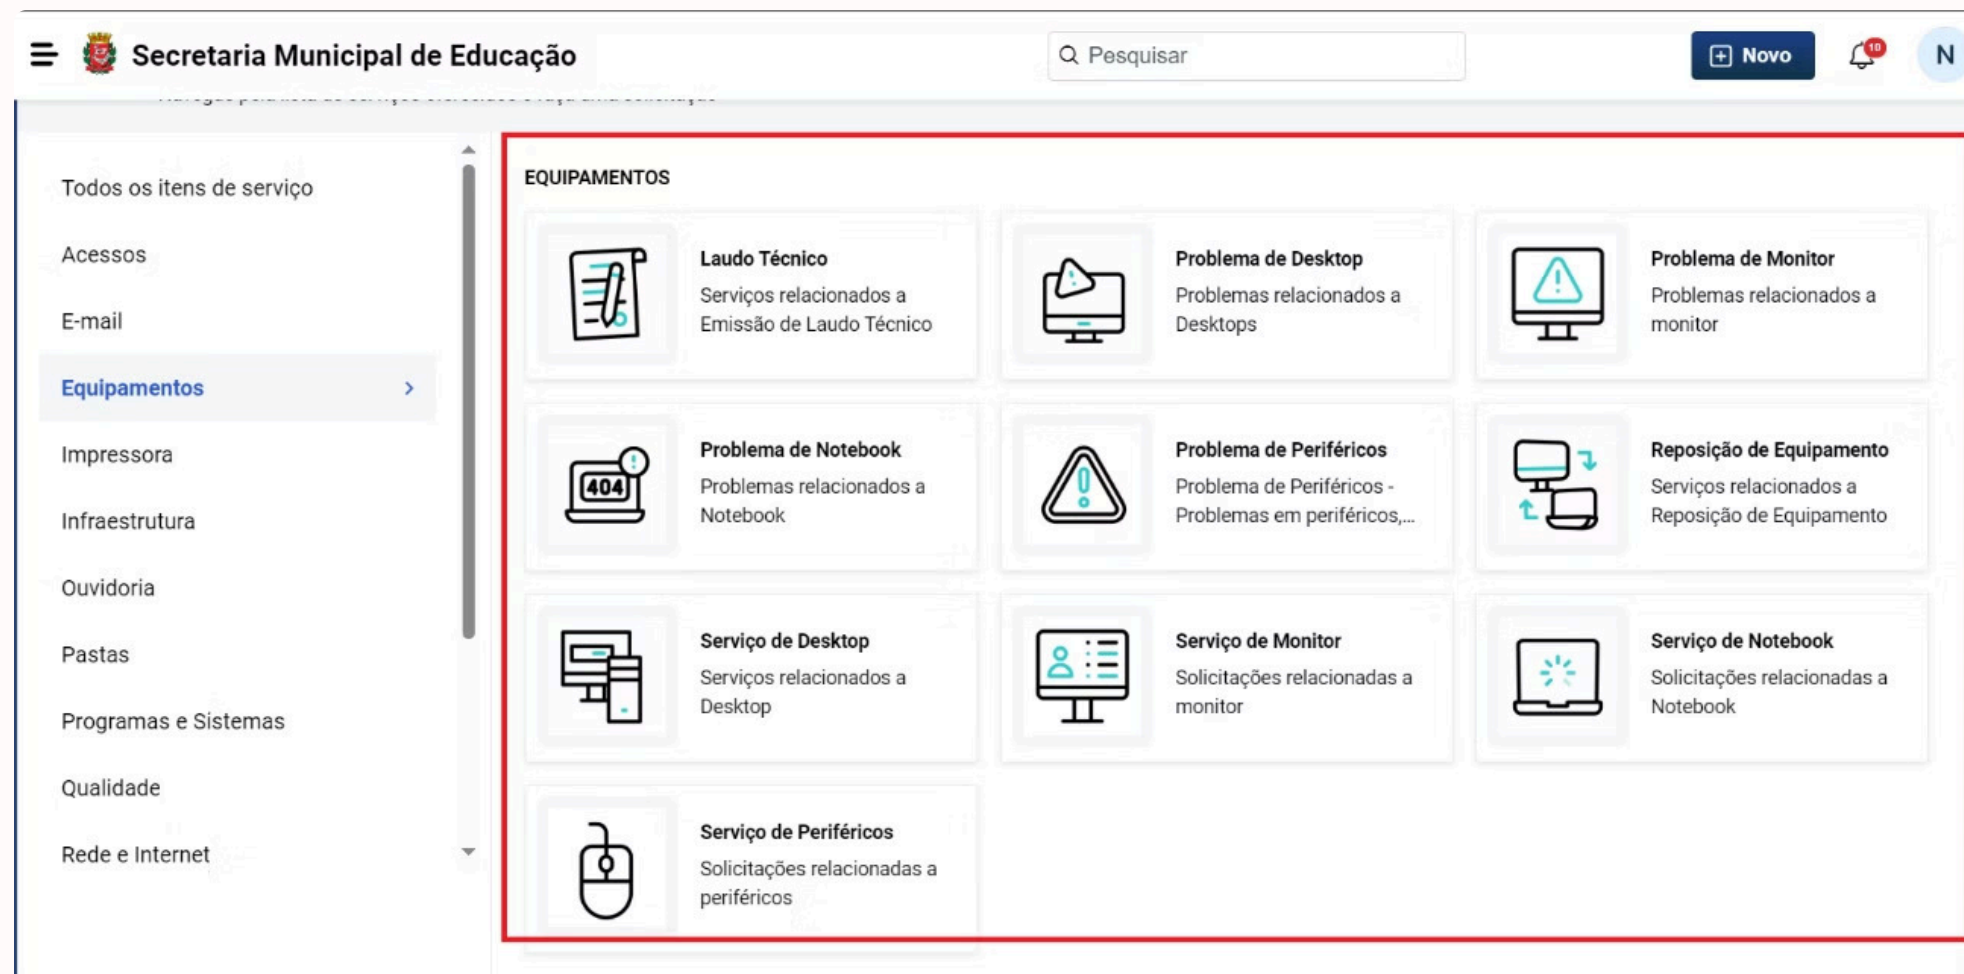 Secretaria Municipal de Educação
Pesquisar
Novo
10
N
Todos os itens de serviço
Acessos
E-mail
Equipamentos
Impressora
Infraestrutura
Ouvidoria
Pastas
Programas e Sistemas
Qualidade
Rede e Internet
EQUIPAMENTOS
Laudo Técnico
Serviços relacionados a
Emissão de Laudo Técnico
Problema de Desktop
Problemas relacionados a
Desktops
Problema de Monitor
Problemas relacionados a
monitor
404
Problema de Notebook
Problemas relacionados a
Notebook
Problema de Periféricos
Problema de Periféricos -
Problemas em periféricos,...
Reposição de Equipamento
Serviços relacionados a
Reposição de Equipamento
Serviço de Desktop
Serviços relacionados a
Desktop
Serviço de Monitor
Solicitações relacionadas a
monitor
Serviço de Notebook
Solicitações relacionadas a
Notebook
Serviço de Periféricos
Solicitações relacionadas a
periféricos